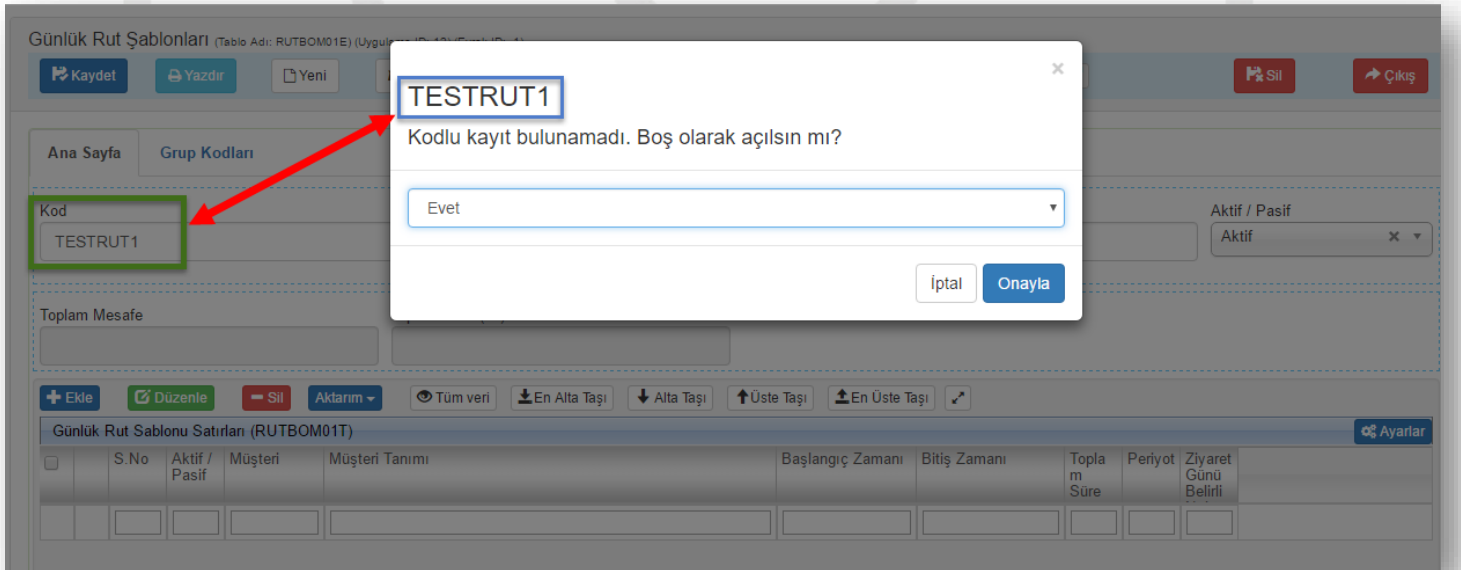 Günlük Rut Şablonları (Tablo Adı: RUTBOM01E)
Kaydet
Yazdır
Yeni
Sil
Çıkış
×
TESTRUT1
Kodlu kayıt bulunamadı. Boş olarak açılsın mı?
Evet
İptal
Onayla
Ana Sayfa
Grup Kodları
Kod
TESTRUT1
Aktif / Pasif
Aktif
Toplam Mesafe
Ekle
Düzenle
Sil
Aktarım
Tüm veri
En Alta Taşı
Alta Taşı
Üste Taşı
En Üste Taşı
Günlük Rut Sablonu Satırları (RUTBOM01T)
Ayarlar
S.No
Aktif /
Pasif
Müşteri
Müşteri Tanımı
Başlangıç Zamanı
Bitiş Zamanı
Topla
m
Süre
Periyot
Ziyaret
Günü
Belirli